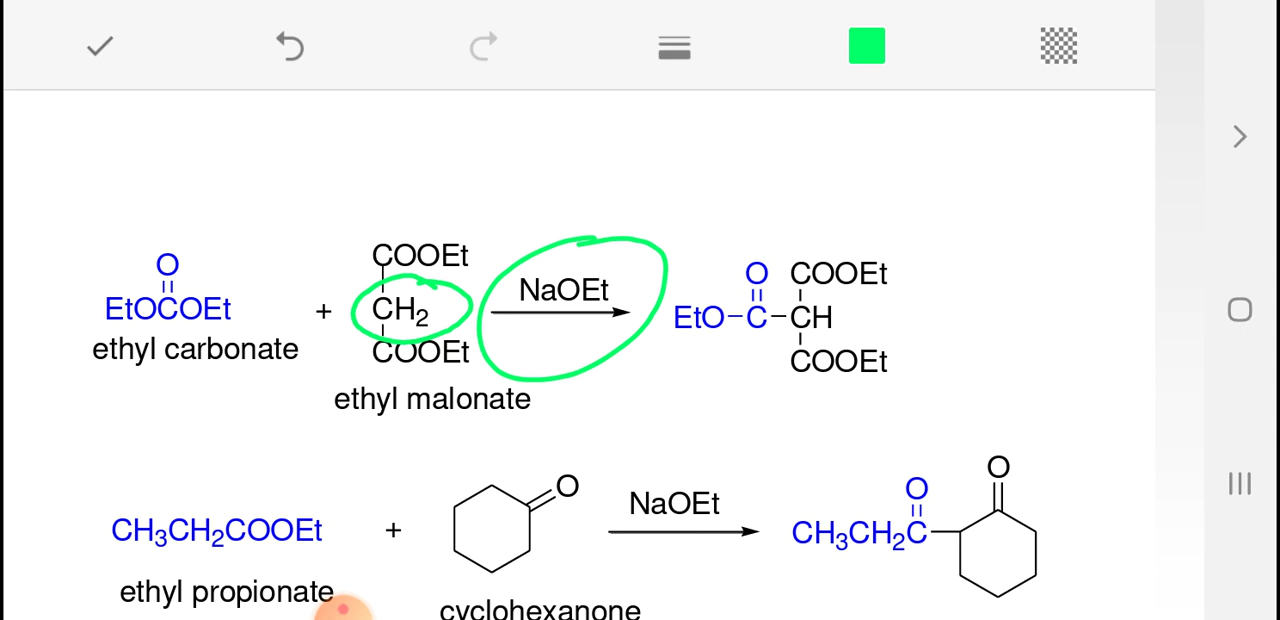 O
EtOCOEt
ethyl carbonate
+
COOEt
CH2
COOEt
ethyl malonate
NaOEt
O COOEt
EtO–C–CH
COOEt
CH3CH2COOEt
ethyl propionate
+
O
cyclohexanone
NaOEt
O
O
CH3CH2C